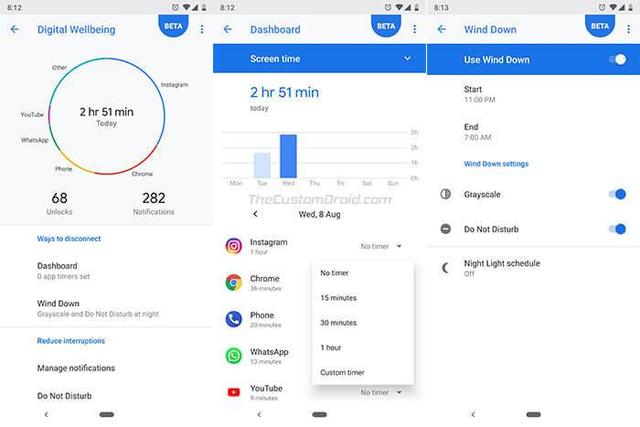 8:12
BETA
Digital Wellbeing
Other
Instagram
YouTube
2 hr 51 min
Today
WhatsApp
Phone
Chrome
68
282
Unlocks
Notifications
Ways to disconnect
Dashboard
0 app timers set
Wind Down
Grayscale and Do Not Disturb at night
Reduce interruptions
Manage notifications
Do Not Disturb
8:12
BETA
Dashboard
Screen time
2 hr 51 min
today
3h
2h
1h
0
Mon Tue Wed Thu Fri Sat Sun
TheCustomDroid.com
Wed, 8 Aug
Instagram
1 hour
No timer
Chrome
36 minutes
Phone
20 minutes
WhatsApp
13 minutes
YouTube
9 minutes
No timer
No timer
15 minutes
30 minutes
1 hour
Custom timer
8:13
BETA
Wind Down
Use Wind Down
Start
11:00 PM
End
7:00 AM
Wind Down settings
Grayscale
Do Not Disturb
Night Light schedule
Off